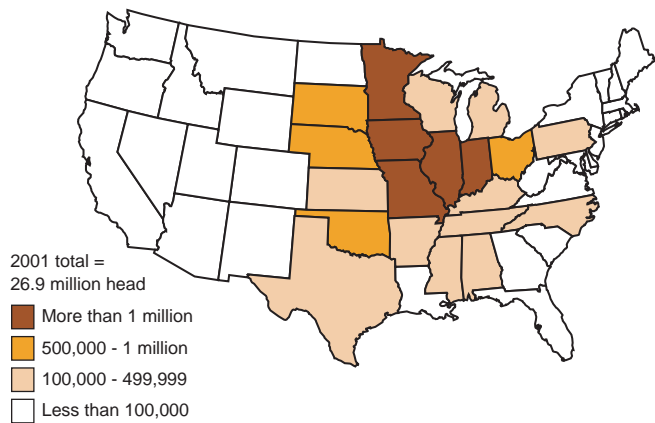 2001 total =
26.9 million head
More than 1 million
500,000 - 1 million
100,000 - 499,999
Less than 100,000